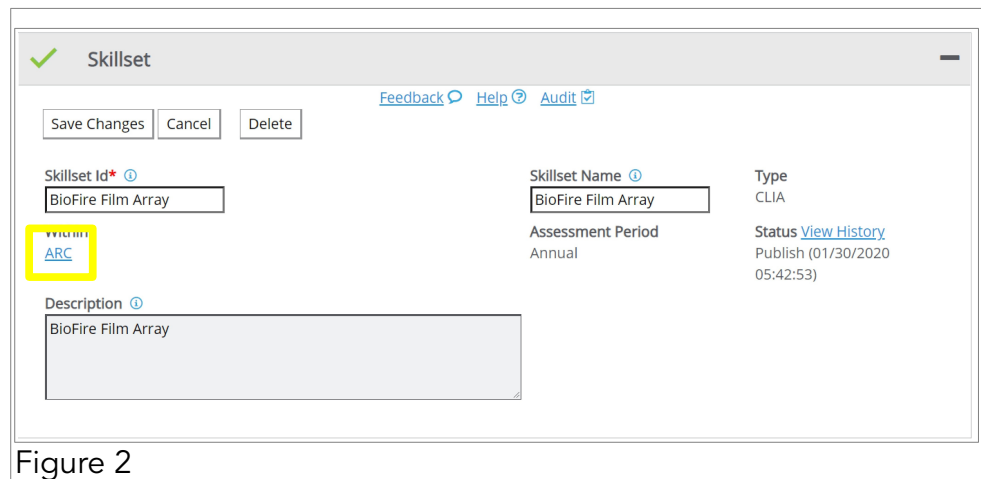 Skillset
Feedback Help Audit
Save Changes Cancel Delete
Skillset Id* Skillset Name Type
BioFire Film Array BioFire Film Array CLIA
Within Assessment Period Status View History
ARC Annual Publish (01/30/2020
05:42:53)
Description
BioFire Film Array
Figure 2